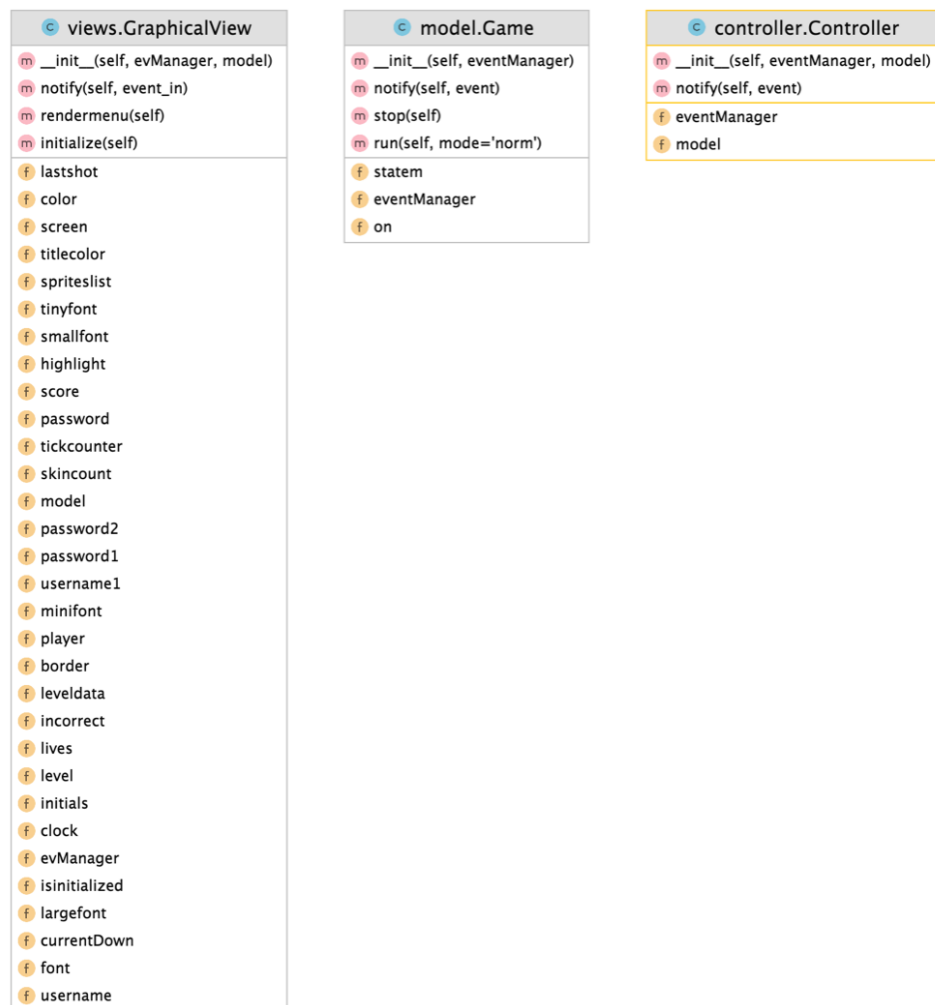 views.GraphicalView
__init__(self, evManager, model)
notify(self, event_in)
rendermenu(self)
initialize(self)
lastshot
color
screen
titlecolor
spriteslist
tinyfont
smallfont
highlight
score
password
tickcounter
skincount
model
password2
password1
username1
minifont
player
border
leveldata
incorrect
lives
level
initials
clock
evManager
isinitialized
largefont
currentDown
font
username
model.Game
__init__(self, eventManager)
notify(self, event)
stop(self)
run(self, mode='norm')
statem
eventManager
on
controller.Controller
__init__(self, eventManager, model)
notify(self, event)
eventManager
model